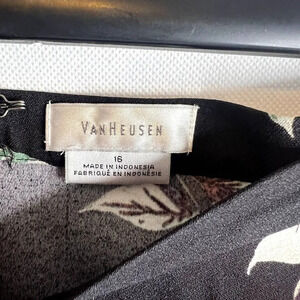 VANHEUSEN
16
MADE IN INDONESIA
FABRIQUÉ EN INDONÉSIE